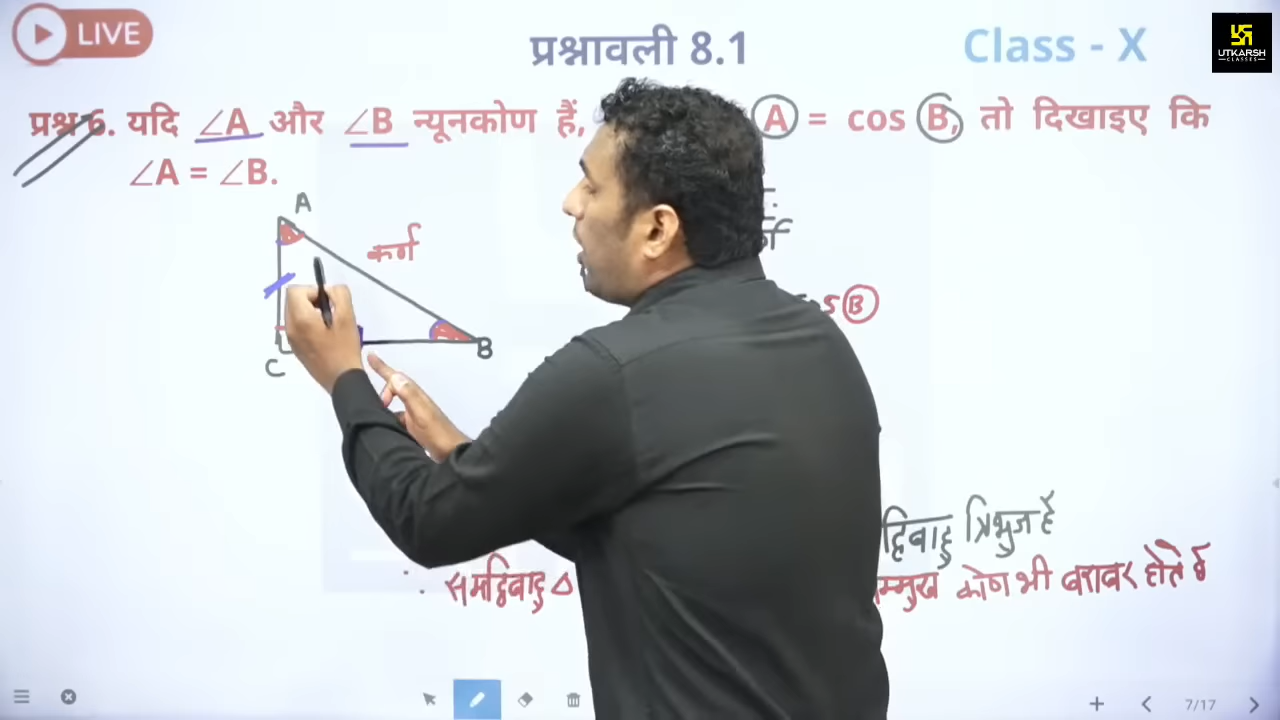 LIVE
प्रश्नावली 8.1
Class - X
UTKARSH
CLASSES
प्रश्न 6. यदि ∠A और ∠B न्यूनकोण हैं, A = cos B, तो दिखाइए कि
∠A = ∠B.
A
कर्ण
B
C
B
द्विबाहु त्रिभुज है
∴ समद्विबाहु Δ म्मुख कोण भी बराबर होते है
7/17